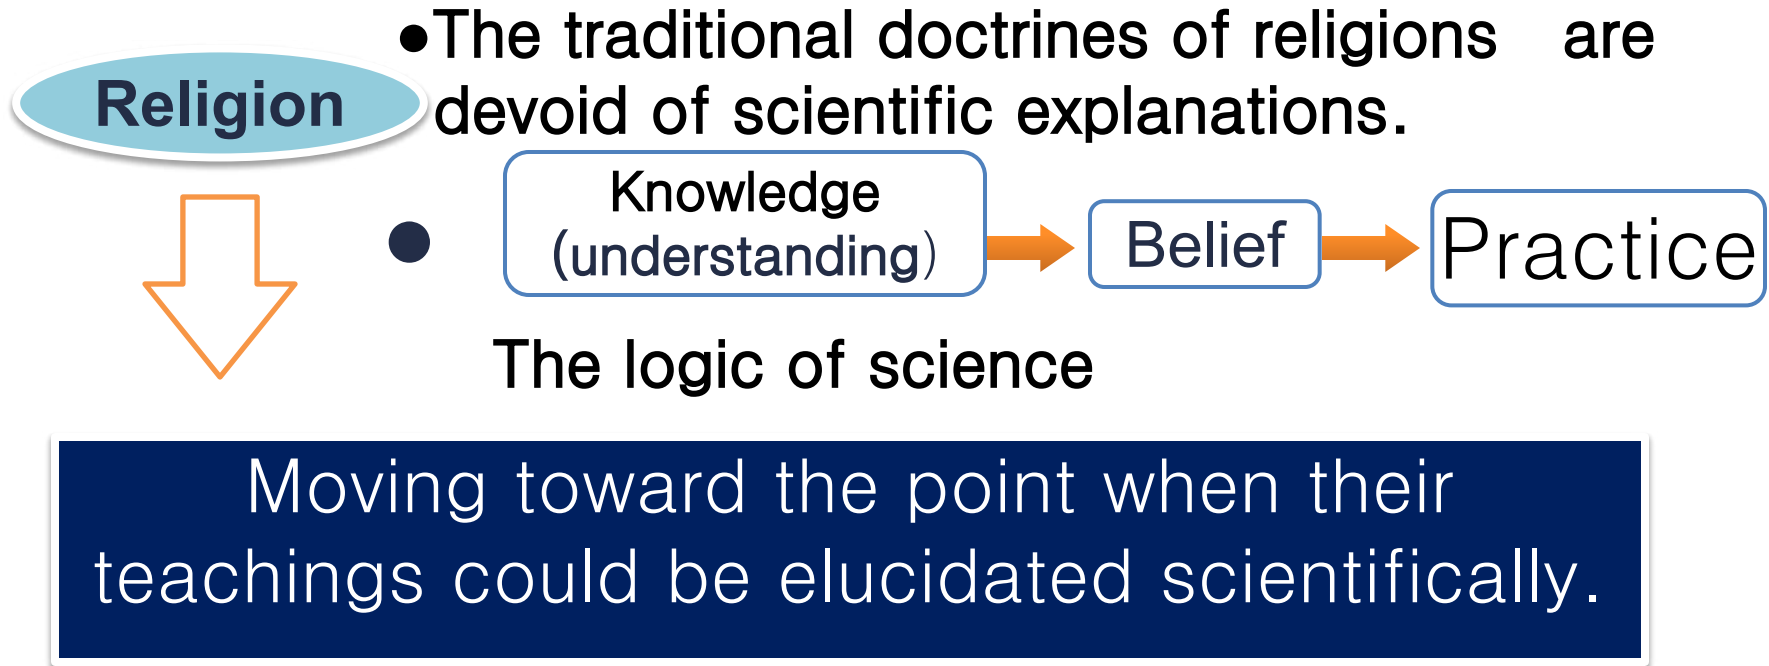 Religion
●The traditional doctrines of religions are
devoid of scientific explanations.
● Knowledge
(understanding)
Belief
Practice
The logic of science
Moving toward the point when their
teachings could be elucidated scientifically.